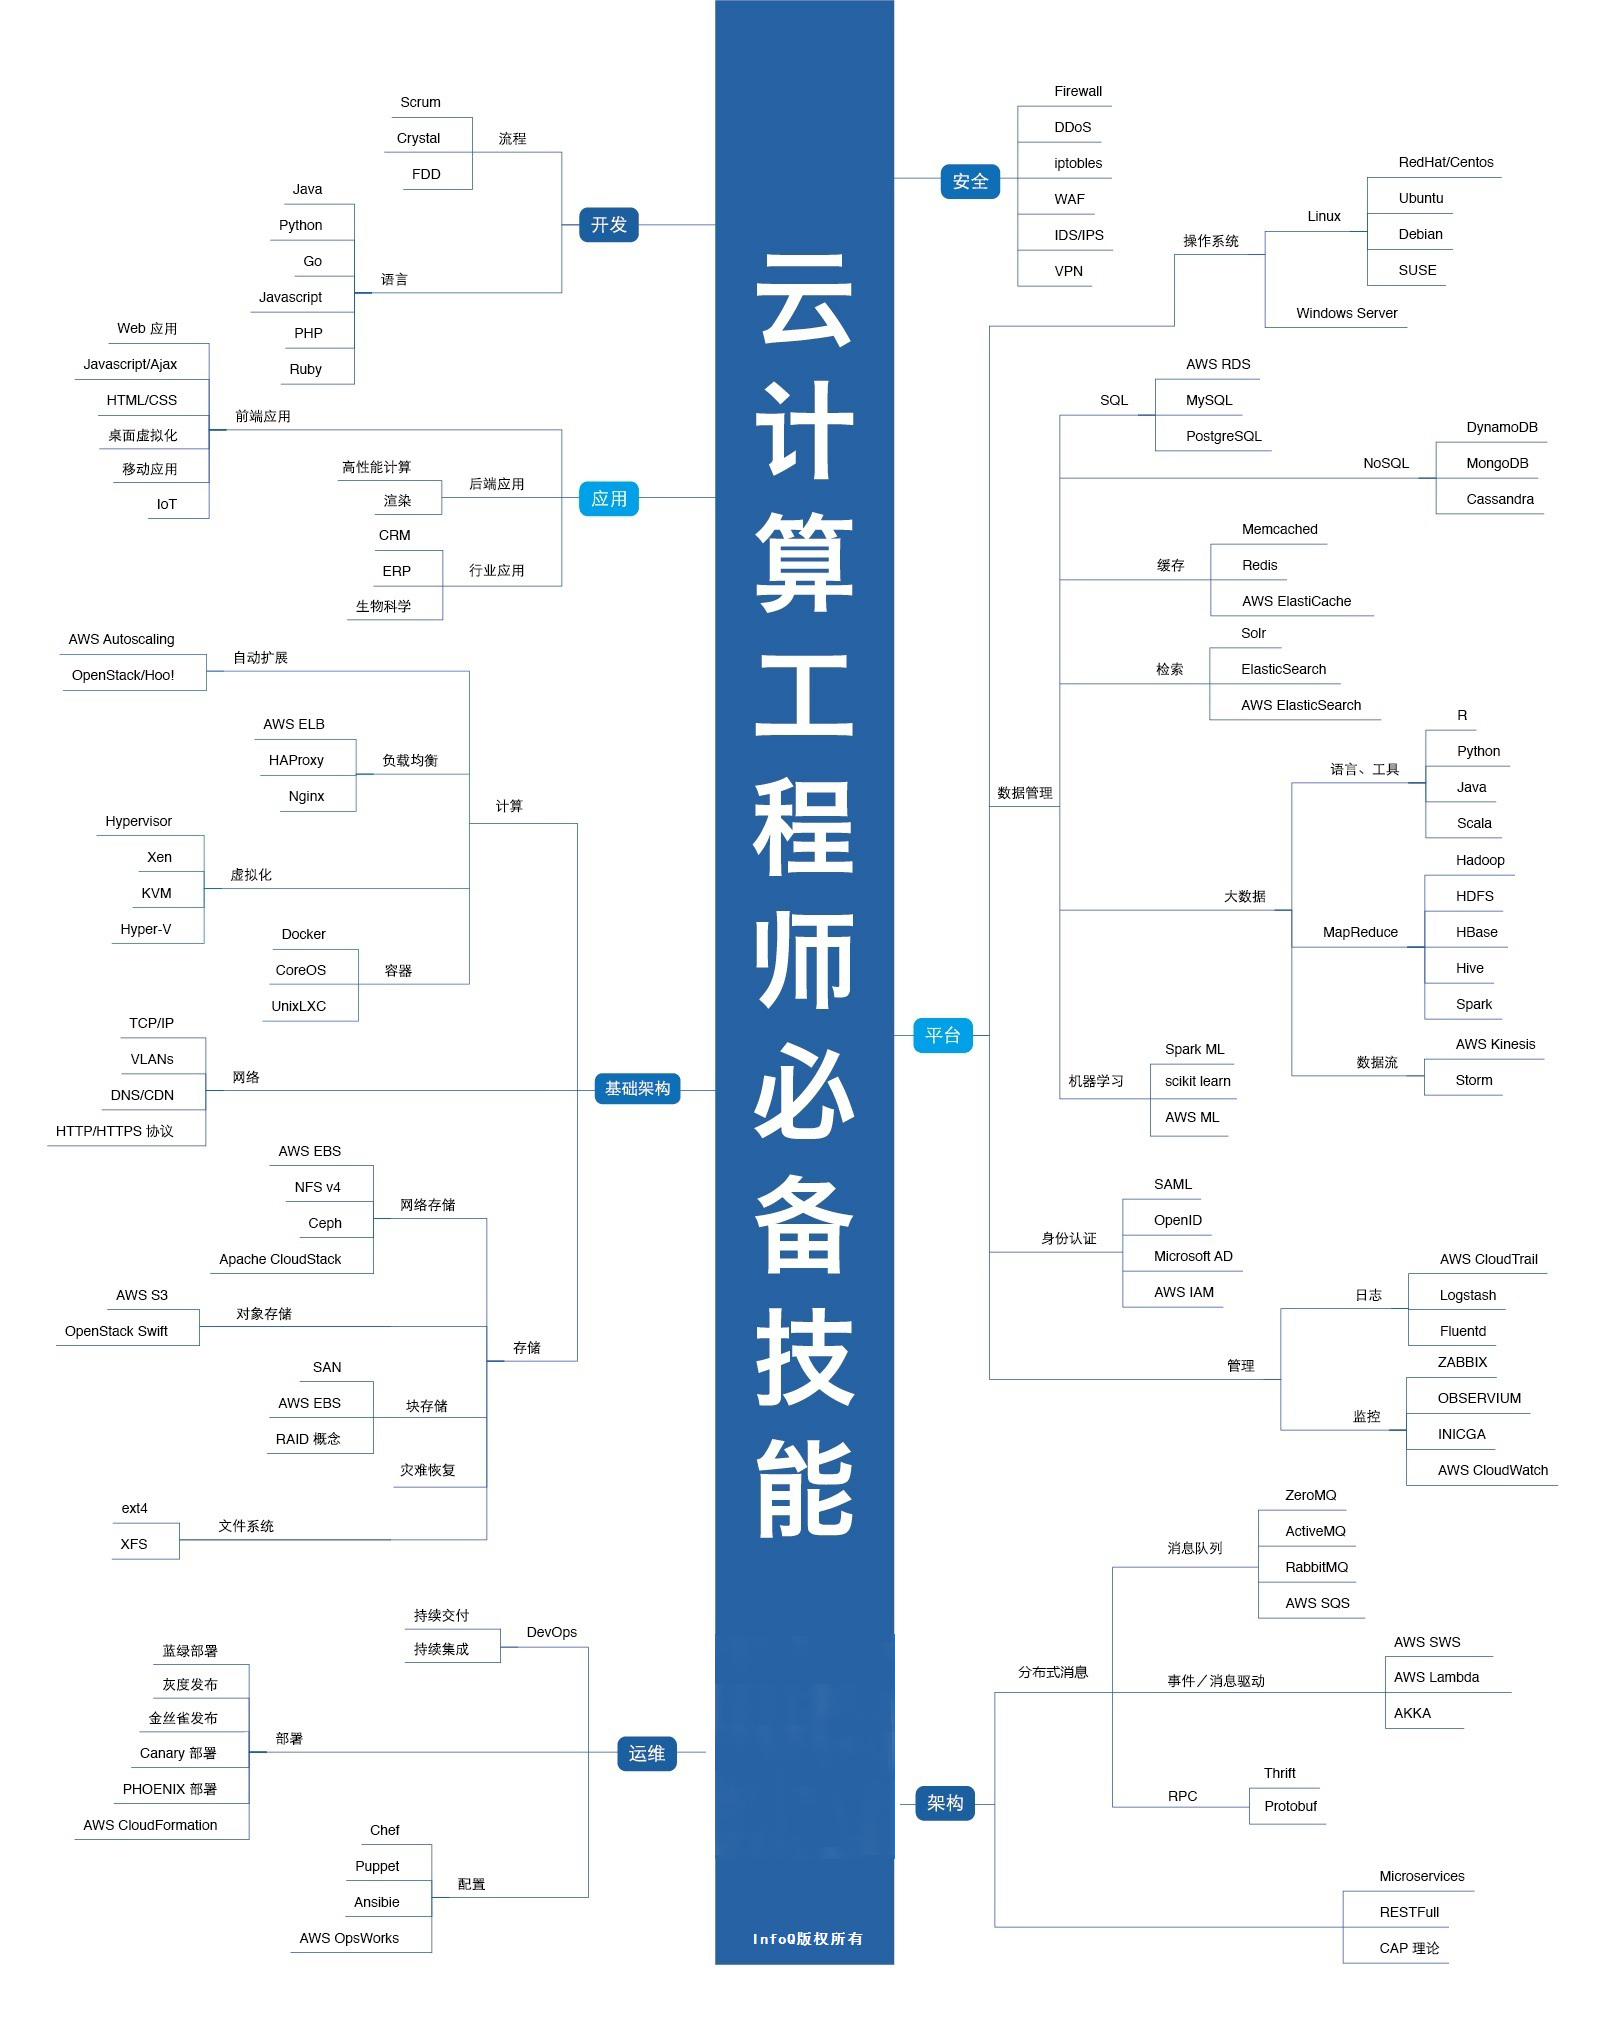 云计算工程师必备技能
InfoQ版权所有
开发
流程
Scrum
Crystal
FDD
语言
Java
Python
Go
Javascript
PHP
Ruby
应用
前端应用
Web 应用
Javascript/Ajax
HTML/CSS
桌面虚拟化
移动应用
IoT
后端应用
高性能计算
渲染
行业应用
CRM
ERP
生物科学
基础架构
计算
自动扩展
AWS Autoscaling
OpenStack/Hoo!
负载均衡
AWS ELB
HAProxy
Nginx
虚拟化
Hypervisor
Xen
KVM
Hyper-V
容器
Docker
CoreOS
UnixLXC
网络
TCP/IP
VLANs
DNS/CDN
HTTP/HTTPS 协议
存储
网络存储
AWS EBS
NFS v4
Ceph
Apache CloudStack
对象存储
AWS S3
OpenStack Swift
块存储
SAN
AWS EBS
RAID 概念
灾难恢复
文件系统
ext4
XFS
运维
DevOps
持续交付
持续集成
部署
蓝绿部署
灰度发布
金丝雀发布
Canary 部署
PHOENIX 部署
AWS CloudFormation
配置
Chef
Puppet
Ansibie
AWS OpsWorks
安全
Firewall
DDoS
iptobles
WAF
IDS/IPS
VPN
平台
操作系统
Linux
RedHat/Centos
Ubuntu
Debian
SUSE
Windows Server
数据管理
SQL
AWS RDS
MySQL
PostgreSQL
NoSQL
DynamoDB
MongoDB
Cassandra
缓存
Memcached
Redis
AWS ElastiCache
检索
Solr
ElasticSearch
AWS ElasticSearch
大数据
语言、工具
R
Python
Java
Scala
MapReduce
Hadoop
HDFS
HBase
Hive
Spark
数据流
AWS Kinesis
Storm
机器学习
Spark ML
scikit learn
AWS ML
身份认证
SAML
OpenID
Microsoft AD
AWS IAM
管理
日志
AWS CloudTrail
Logstash
Fluentd
监控
ZABBIX
OBSERVIUM
INICGA
AWS CloudWatch
架构
分布式消息
消息队列
ZeroMQ
ActiveMQ
RabbitMQ
AWS SQS
事件／消息驱动
AWS SWS
AWS Lambda
AKKA
RPC
Thrift
Protobuf
Microservices
RESTFull
CAP 理论